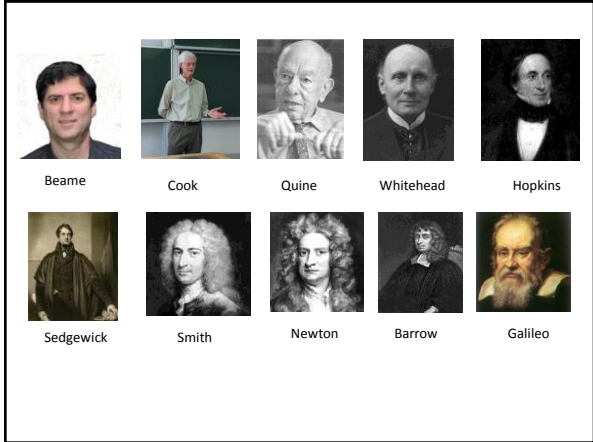 Beame
Cook
Quine
Whitehead
Hopkins
Sedgewick
Smith
Newton
Barrow
Galileo